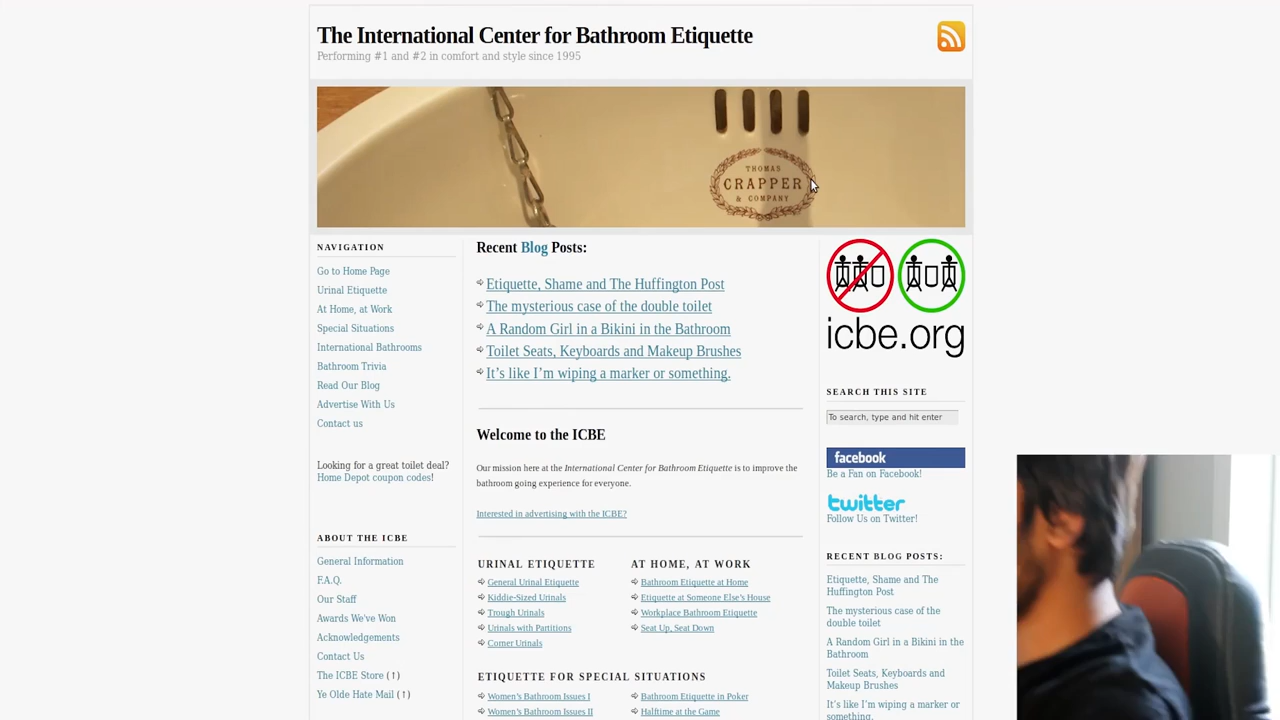 The International Center for Bathroom Etiquette
Performing #1 and #2 in comfort and style since 1995
THOMAS
CRAPPER
& COMPANY
NAVIGATION
Go to Home Page
Urinal Etiquette
At Home, at Work
Special Situations
International Bathrooms
Bathroom Trivia
Read Our Blog
Advertise With Us
Contact us
Looking for a great toilet deal?
Home Depot coupon codes!
ABOUT THE ICBE
General Information
F.A.Q.
Our Staff
Awards We've Won
Acknowledgements
Contact Us
The ICBE Store (↑)
Ye Olde Hate Mail (↑)
Recent Blog Posts:
Etiquette, Shame and The Huffington Post
The mysterious case of the double toilet
A Random Girl in a Bikini in the Bathroom
Toilet Seats, Keyboards and Makeup Brushes
It's like I'm wiping a marker or something.
Welcome to the ICBE
Our mission here at the International Center for Bathroom Etiquette is to improve the
bathroom going experience for everyone.
Interested in advertising with the ICBE?
URINAL ETIQUETTE
General Urinal Etiquette
Kiddie-Sized Urinals
Trough Urinals
Urinals with Partitions
Corner Urinals
AT HOME, AT WORK
Bathroom Etiquette at Home
Etiquette at Someone Else's House
Workplace Bathroom Etiquette
Seat Up, Seat Down
ETIQUETTE FOR SPECIAL SITUATIONS
Women's Bathroom Issues I
Women's Bathroom Issues II
Bathroom Etiquette in Poker
Halftime at the Game
icbe.org
SEARCH THIS SITE
To search, type and hit enter
facebook
Be a Fan on Facebook!
twitter
Follow Us on Twitter!
RECENT BLOG POSTS:
Etiquette, Shame and The
Huffington Post
The mysterious case of the
double toilet
A Random Girl in a Bikini in the
Bathroom
Toilet Seats, Keyboards and
Makeup Brushes
It's like I'm wiping a marker or
something.